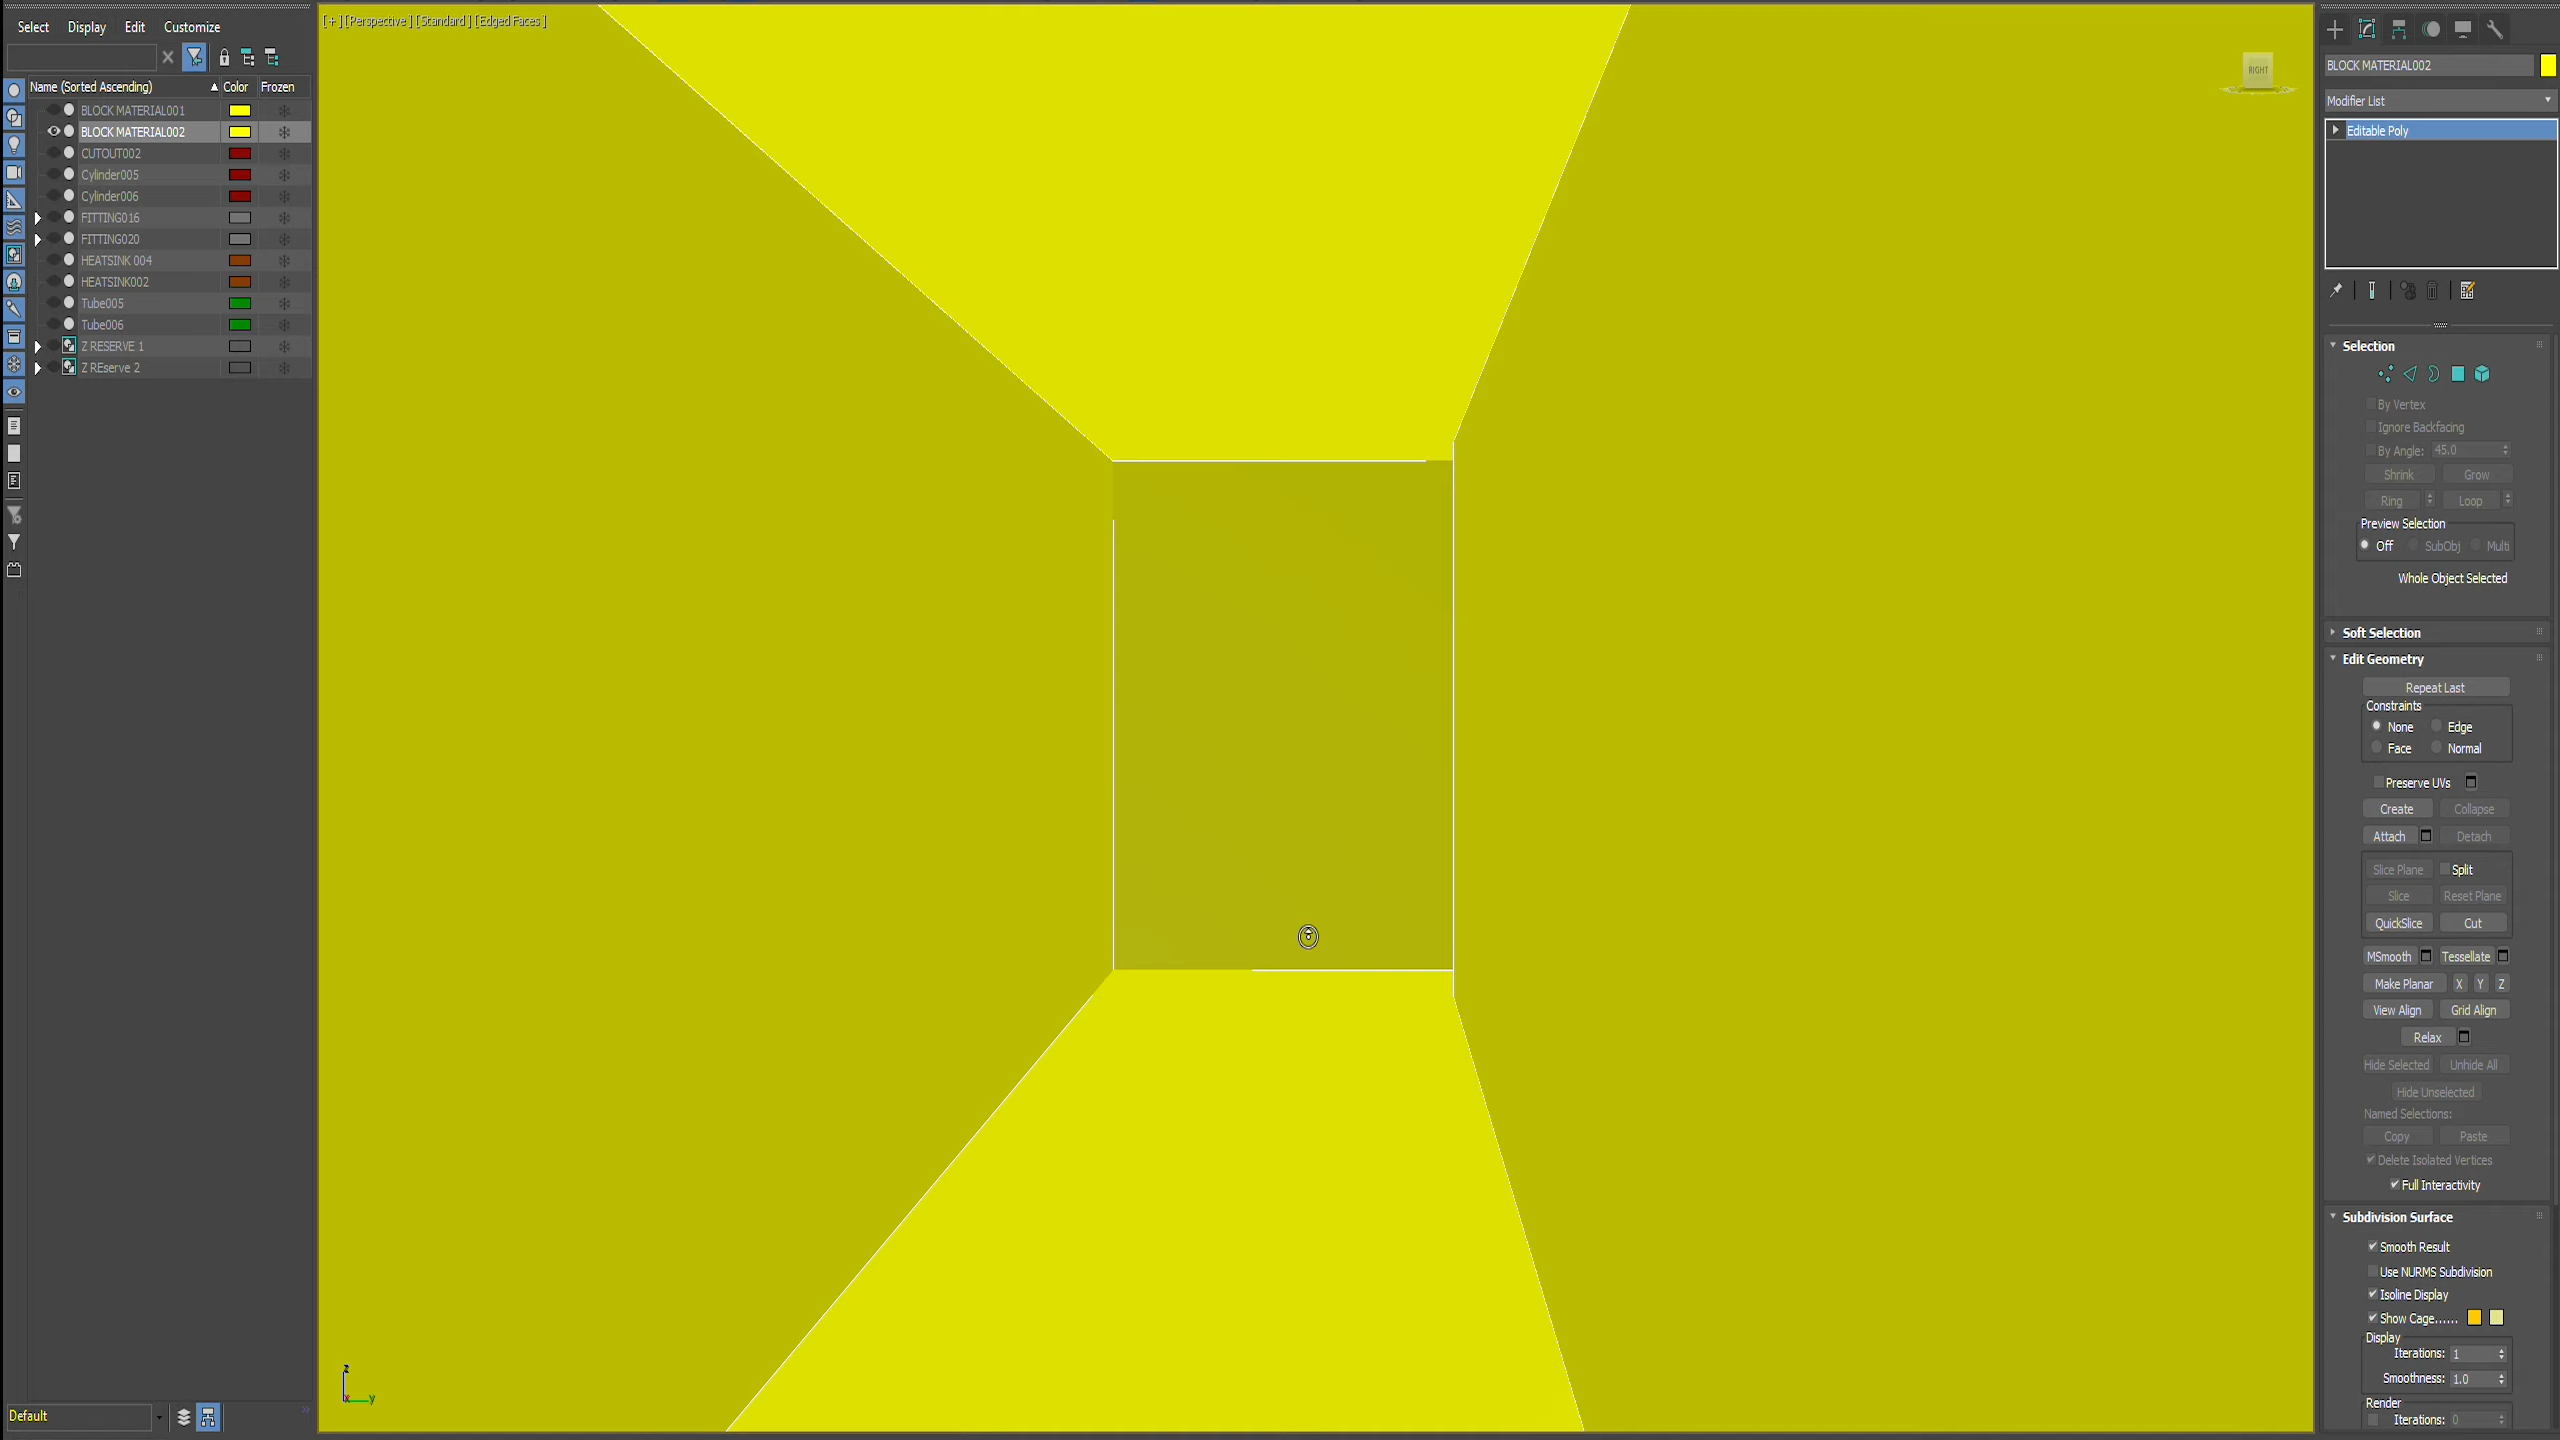 Select Display Edit Customize
Name (Sorted Ascending) Color Frozen
BLOCK MATERIAL001
BLOCK MATERIAL002
CUTOUT002
Cylinder005
Cylinder006
FITTING016
FITTING020
HEATSINK 004
HEATSINK002
Tube005
Tube006
Z RESERVE 1
Z REserve 2
Default
[ + ] [Perspective ] [Standard ] [Edged Faces ]
RIGHT
z
x
y
BLOCK MATERIAL002
Modifier List
Editable Poly
Selection
By Vertex
Ignore Backfacing
By Angle: 45.0
Shrink Grow
Ring Loop
Preview Selection
Off SubObj Multi
Whole Object Selected
Soft Selection
Edit Geometry
Repeat Last
Constraints
None Edge
Face Normal
Preserve UVs
Create Collapse
Attach Detach
Slice Plane Split
Slice Reset Plane
QuickSlice Cut
MSmooth Tessellate
Make Planar X Y Z
View Align Grid Align
Relax
Hide Selected Unhide All
Hide Unselected
Named Selections:
Copy Paste
Delete Isolated Vertices
Full Interactivity
Subdivision Surface
Smooth Result
Use NURMS Subdivision
Isoline Display
Show Cage......
Display
Iterations: 1
Smoothness: 1.0
Render
Iterations: 0